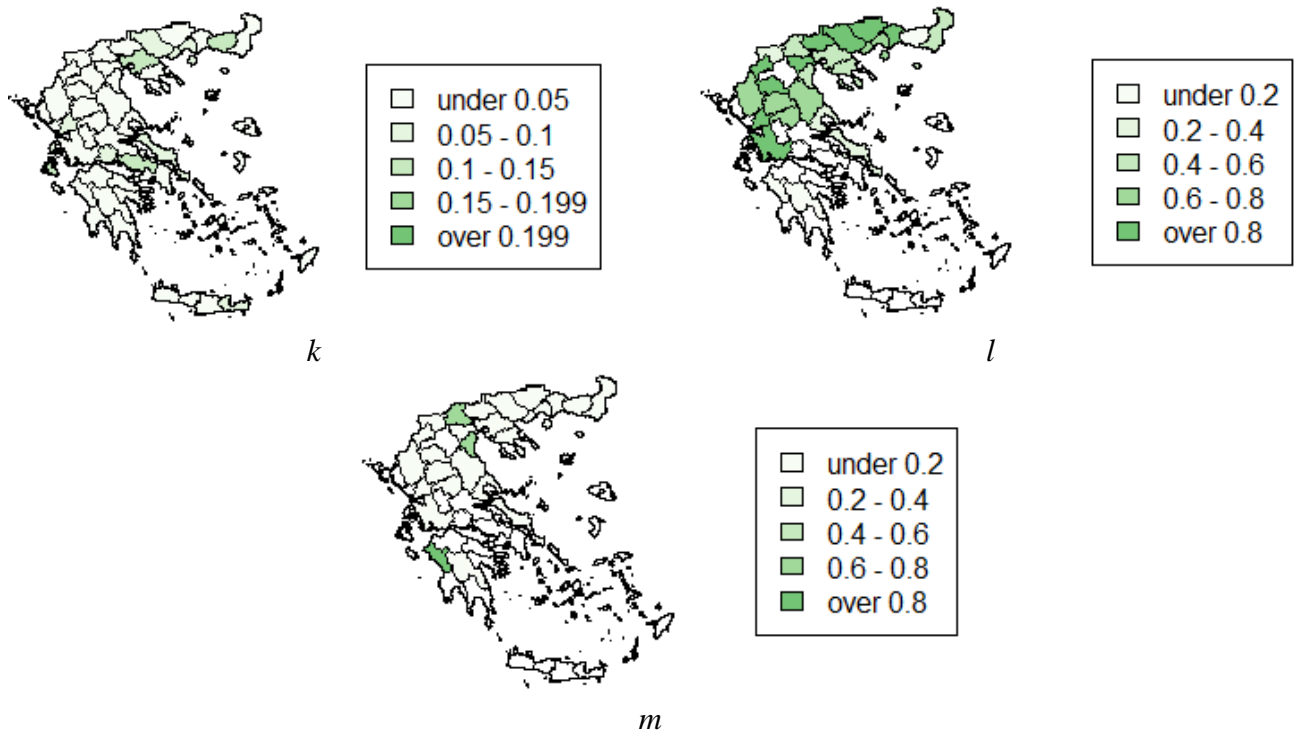 under 0.05
0.05 - 0.1
0.1 - 0.15
0.15 - 0.199
over 0.199
k
under 0.2
0.2 - 0.4
0.4 - 0.6
0.6 - 0.8
over 0.8
l
under 0.2
0.2 - 0.4
0.4 - 0.6
0.6 - 0.8
over 0.8
m